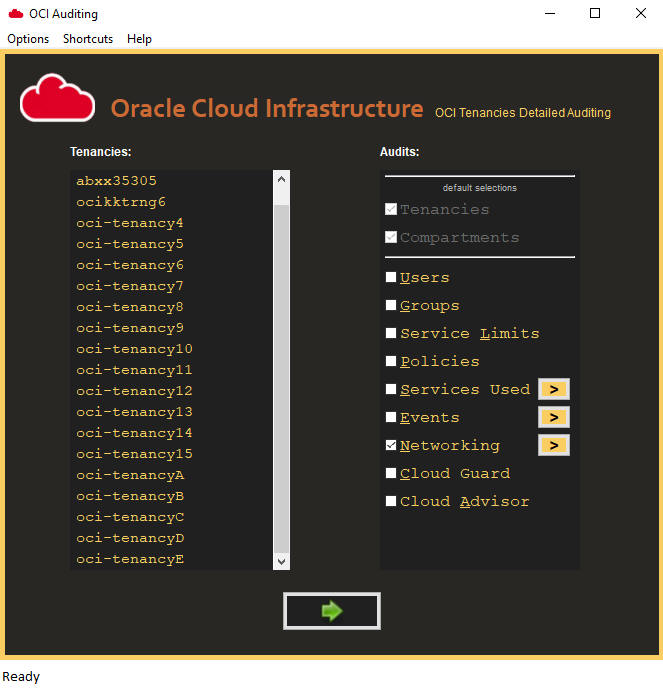 OCI Auditing
Options Shortcuts Help
Oracle Cloud Infrastructure OCI Tenancies Detailed Auditing
Tenancies:
abxx35305
ocikktrng6
oci-tenancy4
oci-tenancy5
oci-tenancy6
oci-tenancy7
oci-tenancy8
oci-tenancy9
oci-tenancy10
oci-tenancy11
oci-tenancy12
oci-tenancy13
oci-tenancy14
oci-tenancy15
oci-tenancyA
oci-tenancyB
oci-tenancyC
oci-tenancyD
oci-tenancyE
Audits:
default selections
Tenancies
Compartments
Users
Groups
Service Limits
Policies
Services Used >
Events >
Networking >
Cloud Guard
Cloud Advisor
Ready